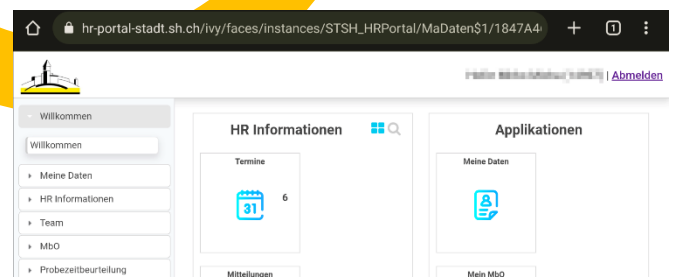 hr-portal-stadt.sh.ch/ivy/faces/instances/STSH_HRPortal/MaDaten$1/1847A4
1
| Abmelden
Willkommen
Willkommen
Meine Daten
HR Informationen
Team
MbO
Probezeitbeurteilung
HR Informationen
Termine
31
6
Mitteilungen
Applikationen
Meine Daten
Mein MbO